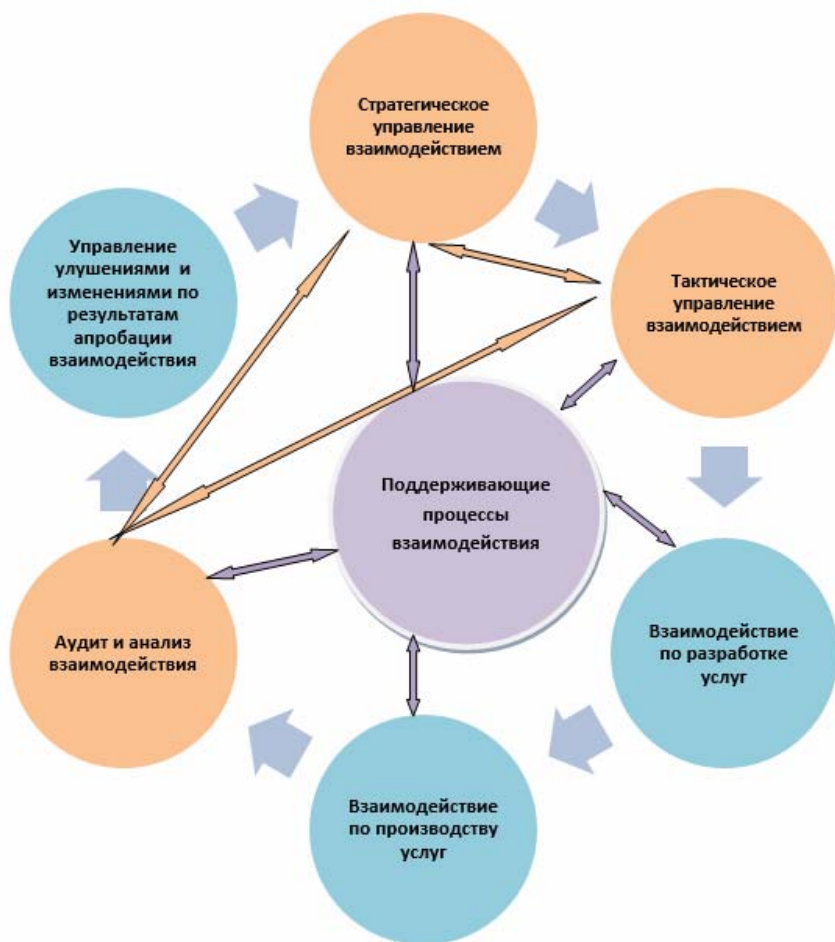 Стратегическое
управление
взаимодействием
Управление
улушениями и
изменениями по
результатам
апробации
взаимодействия
Тактическое
управление
взаимодействием
Поддерживающие
процессы
взаимодействия
Аудит и анализ
взаимодействия
Взаимодействие
по разработке
услуг
Взаимодействие
по производству
услуг